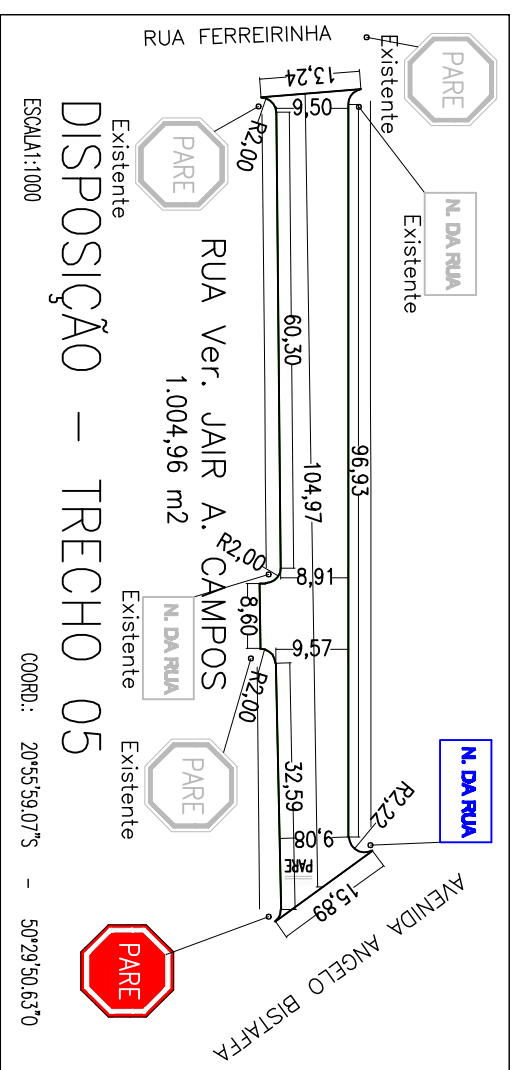 RUA FERREIRINHA
Existente
PARE
N. DA RUA
Existente
13,24
9,50
R2,00
PARE
Existente
60,30
104,97
96,93
RUA Ver. JAIR A. CAMPOS
1.004,96 m2
R2,00
8,91
8,60
9,57
R2,00
N. DA RUA
Existente
PARE
Existente
32,59
9,08
PARE
R2,22
15,89
N. DA RUA
AVENIDA ANGELO BISTAFFA
PARE
DISPOSIÇÃO - TRECHO 05
ESCALA1:1000
COORD.: 20°55'59.07"S - 50°29'50.63"O